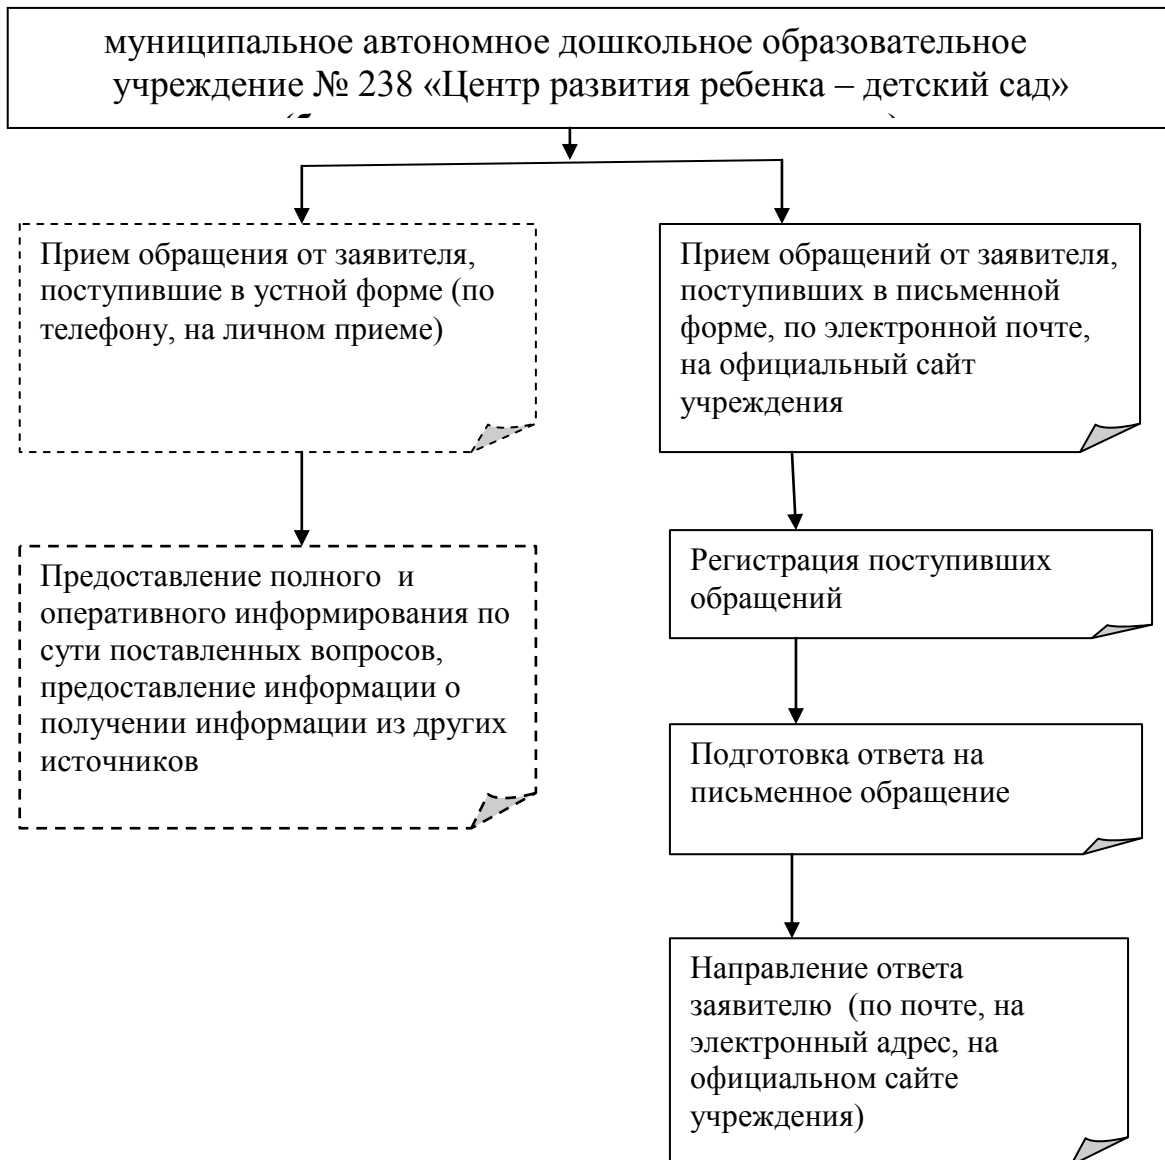 муниципальное автономное дошкольное образовательное
учреждение № 238 «Центр развития ребенка – детский сад»
Прием обращения от заявителя,
поступившие в устной форме (по
телефону, на личном приеме)
Прием обращений от заявителя,
поступивших в письменной
форме, по электронной почте,
на официальный сайт
учреждения
Предоставление полного и
оперативного информирования по
сути поставленных вопросов,
предоставление информации о
получении информации из других
источников
Регистрация поступивших
обращений
Подготовка ответа на
письменное обращение
Направление ответа
заявителю (по почте, на
электронный адрес, на
официальном сайте
учреждения)